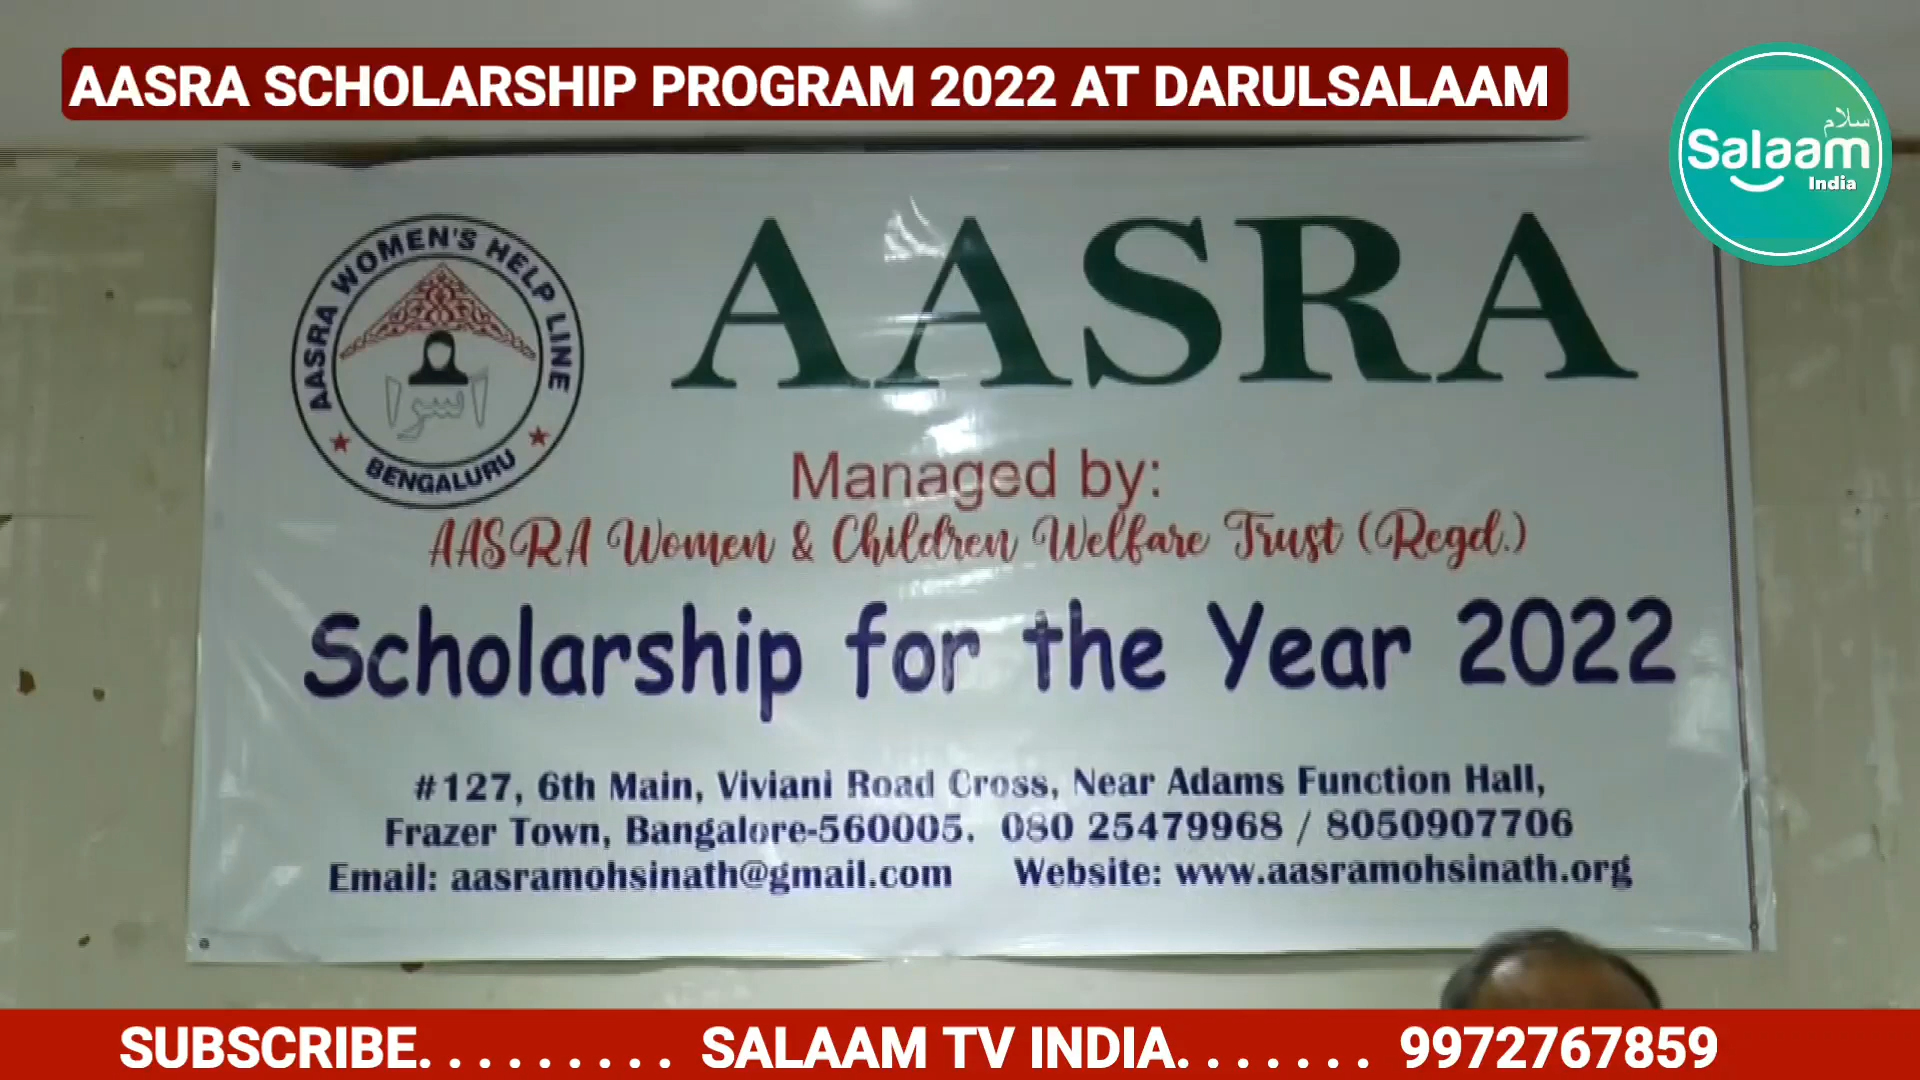 AASRA SCHOLARSHIP PROGRAM 2022 AT DARULSALAAM
سلام
Salaam
India
AASRA WOMEN'S HELP LINE
آسرا
BENGALURU
AASRA
Managed by:
AASRA Women & Children Welfare Trust (Regd.)
Scholarship for the Year 2022
#127, 6th Main, Viviani Road Cross, Near Adams Function Hall,
Frazer Town, Bangalore-560005. 080 25479968 / 8050907706
Email: aasramohsinath@gmail.com Website: www.aasramohsinath.org
SUBSCRIBE......... SALAAM TV INDIA....... 9972767859